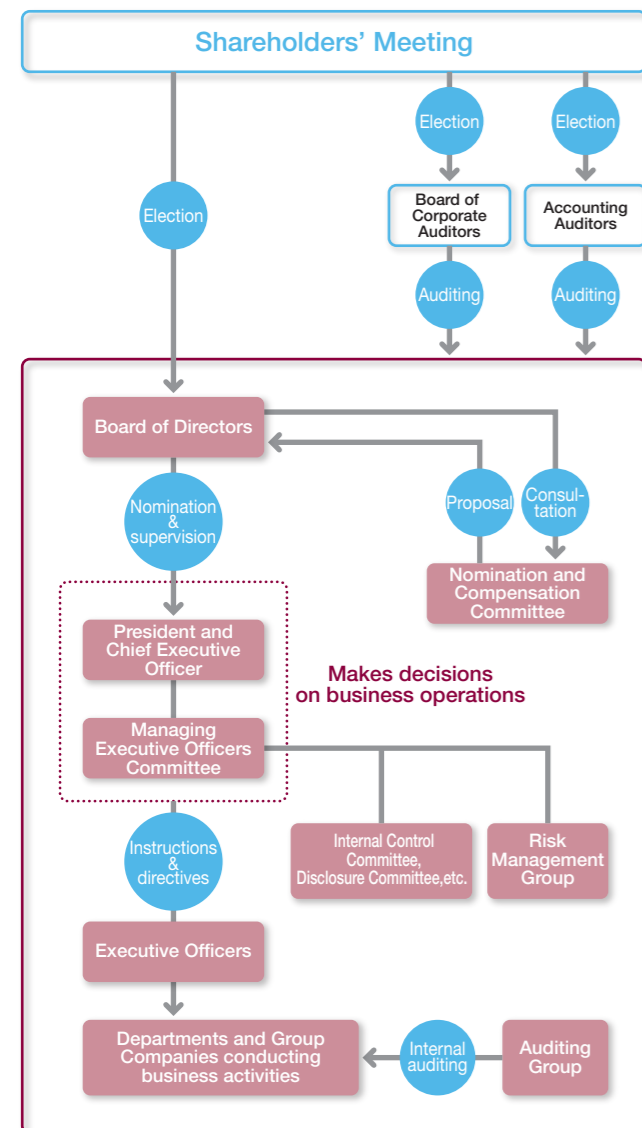 Shareholders' Meeting
Election
Election
Election
Board of
Corporate
Auditors
Accounting
Auditors
Auditing
Auditing
Board of Directors
Nomination
&
supervision
Proposal
Consul-
tation
Nomination and
Compensation
Committee
President and
Chief Executive
Officer
Makes decisions
on business operations
Managing
Executive Officers
Committee
Instructions
&
directives
Internal Control
Committee,
Disclosure Committee,etc.
Risk
Management
Group
Executive Officers
Departments and Group
Companies conducting
business activities
Internal
auditing
Auditing
Group